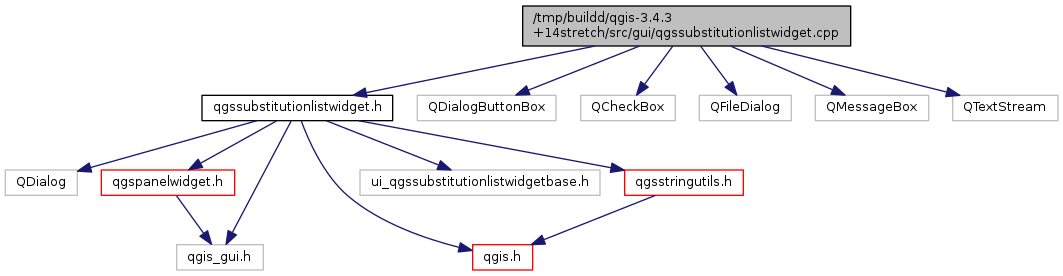 /tmp/buildd/qgis-3.4.3
+14stretch/src/gui/qgssubstitutionlistwidget.cpp
qgssubstitutionlistwidget.h
QDialogButtonBox
QCheckBox
QFileDialog
QMessageBox
QTextStream
QDialog
qgspanelwidget.h
ui_qgssubstitutionlistwidgetbase.h
qgsstringutils.h
qgis_gui.h
qgis.h